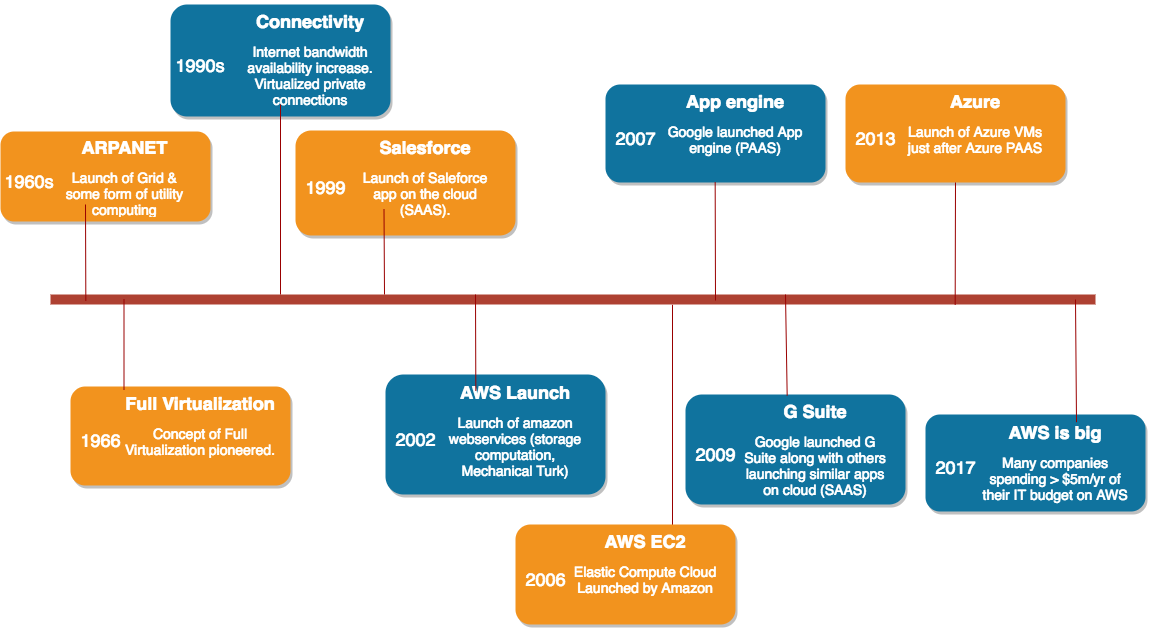 Connectivity
1990s
Internet bandwidth
availability increase.
Virtualized private
connections
ARPANET
1960s
Launch of Grid &
some form of utility
computing
Salesforce
1999
Launch of Saleforce
app on the cloud
(SAAS).
App engine
2007
Google launched App
engine (PAAS)
Azure
2013
Launch of Azure VMs
just after Azure PAAS
Full Virtualization
1966
Concept of Full
Virtualization pioneered.
AWS Launch
2002
Launch of amazon
webservices (storage
computation,
Mechanical Turk)
AWS EC2
2006
Elastic Compute Cloud
Launched by Amazon
G Suite
2009
Google launched G
Suite along with others
launching similar apps
on cloud (SAAS)
AWS is big
2017
Many companies
spending > $5m/yr of
their IT budget on AWS